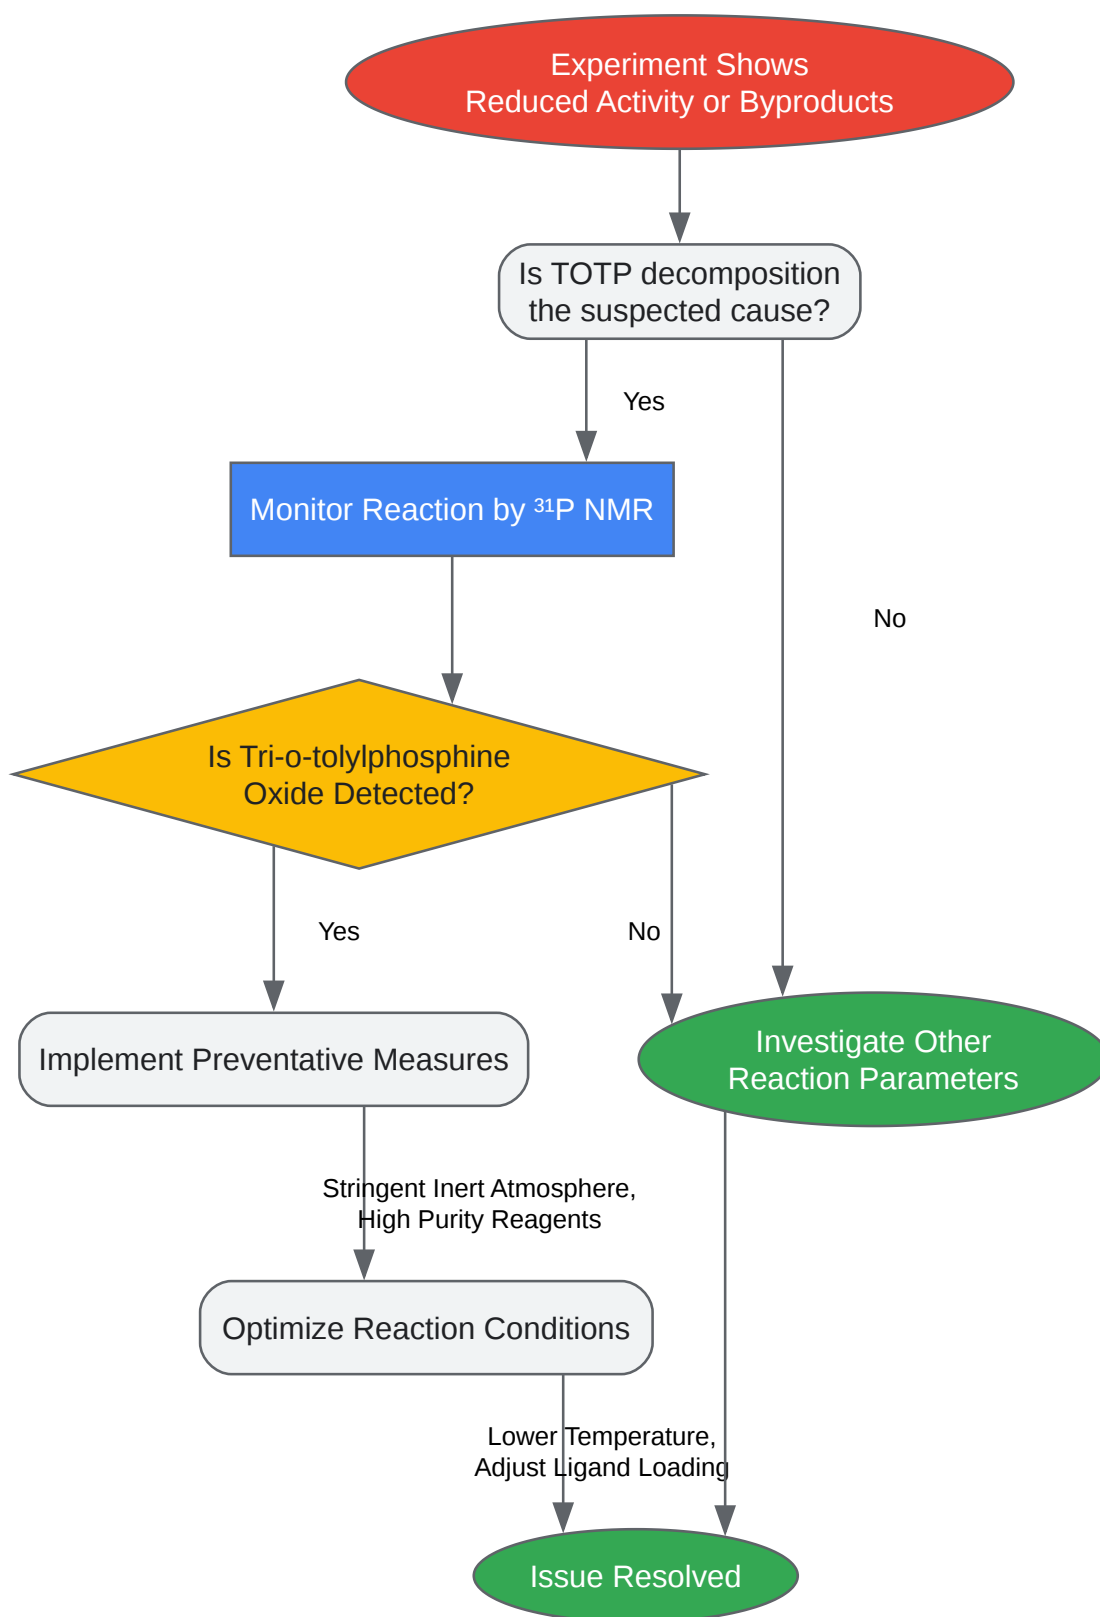 Experiment Shows
Reduced Activity or Byproducts
Is TOTP decomposition
the suspected cause?
Yes
Monitor Reaction by ³¹P NMR
No
Is Tri-o-tolylphosphine
Oxide Detected?
Yes
No
Implement Preventative Measures
Investigate Other
Reaction Parameters
Stringent Inert Atmosphere,
High Purity Reagents
Optimize Reaction Conditions
Lower Temperature,
Adjust Ligand Loading
Issue Resolved